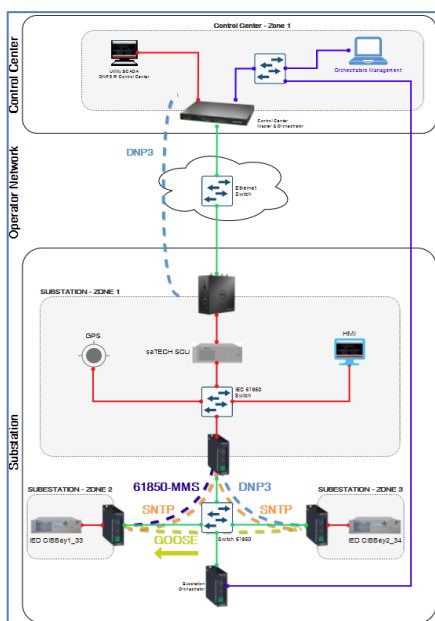 Control Center - Zone 1
Control Center
Utility SCADA
DNP3 IP Control Center
Orchestrators Management
Control Center
Master & Orchestrator
DNP3
Operator Network
Ethernet
Switch
SUBSTATION - ZONE 1
GPS
saTECH SCU
HMI
IEC 61850
Switch
Substation
SUBESTATION - ZONE 2
61850-MMS
DNP3
SUBESTATION - ZONE 3
SNTP
SNTP
IED CIBBay1_33
Switch 61850
IED CIBBay2_34
GOOSE
Substation
Orchestrator